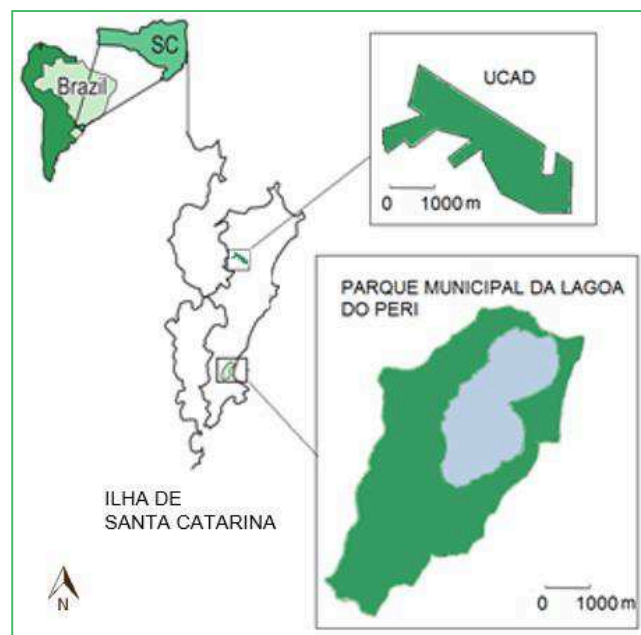 SC
Brazil
UCAD
0 1000 m
PARQUE MUNICIPAL DA LAGOA
DO PERI
ILHA DE
SANTA CATARINA
N
0 1000 m